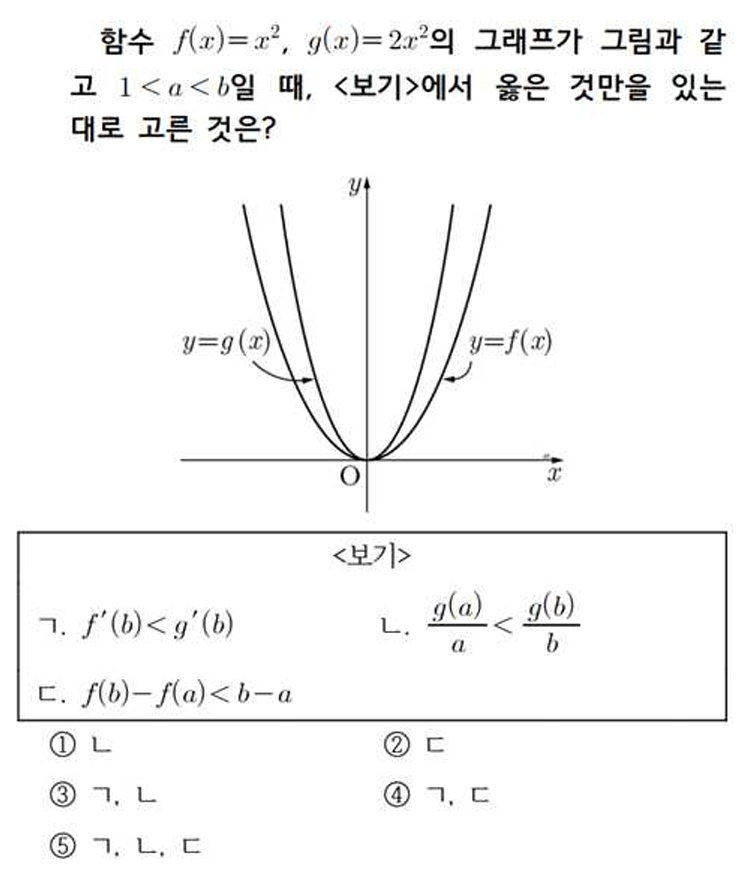 함수 f(x)=x², g(x)=2x²의 그래프가 그림과 같
고 1<a<b일 때, <보기>에서 옳은 것만을 있는
대로 고른 것은?
y
y=g(x) y=f(x)
O x
<보기>
ㄱ. f′(b)<g′(b) ㄴ. g(a)/a < g(b)/b
ㄷ. f(b)−f(a)<b−a
① ㄴ ② ㄷ
③ ㄱ, ㄴ ④ ㄱ, ㄷ
⑤ ㄱ, ㄴ, ㄷ